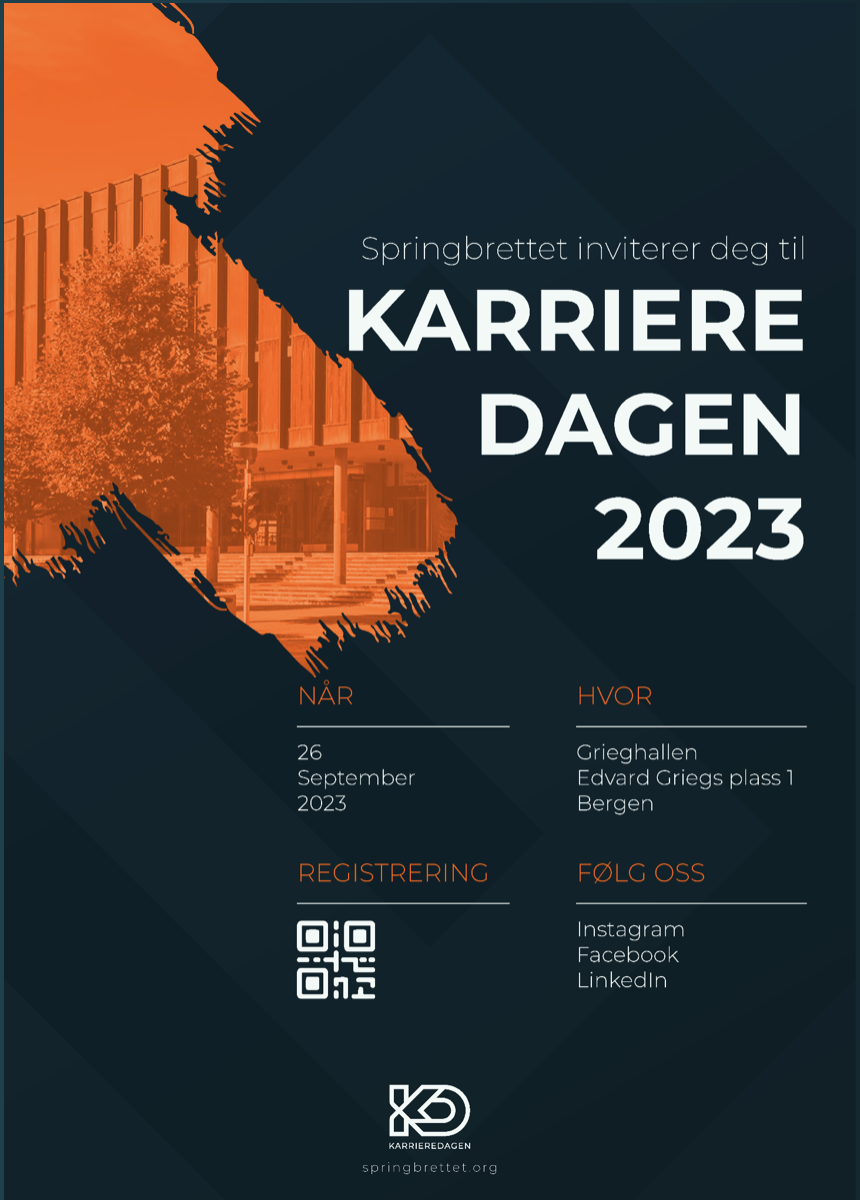 Springbrettet inviterer deg til
KARRIERE
DAGEN
2023
NÅR
26
September
2023
HVOR
Grieghallen
Edvard Griegs plass 1
Bergen
REGISTRERING
FØLG OSS
Instagram
Facebook
LinkedIn
KD
KARRIEREDAGEN
springbrettet.org